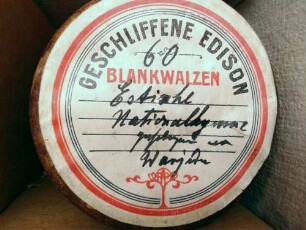 GESCHLIFFENE EDISON
60
BLANKWALZEN
Nationalhymne
gesungen von